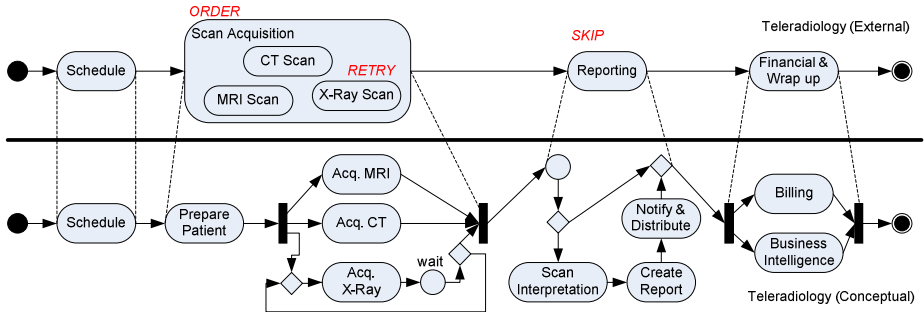 ORDER
Teleradiology (External)
Scan Acquisition
SKIP
CT Scan
Schedule
RETRY
Reporting
Financial &
Wrap up
MRI Scan
X-Ray Scan
Acq. MRI
Billing
Schedule
Prepare
Patient
Acq. CT
Notify &
Distribute
Business
Intelligence
wait
Acq.
X-Ray
Scan
Interpretation
Create
Report
Teleradiology (Conceptual)